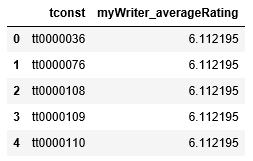 tconst myWriter_averageRating
0 tt0000036 6.112195
1 tt0000076 6.112195
2 tt0000108 6.112195
3 tt0000109 6.112195
4 tt0000110 6.112195